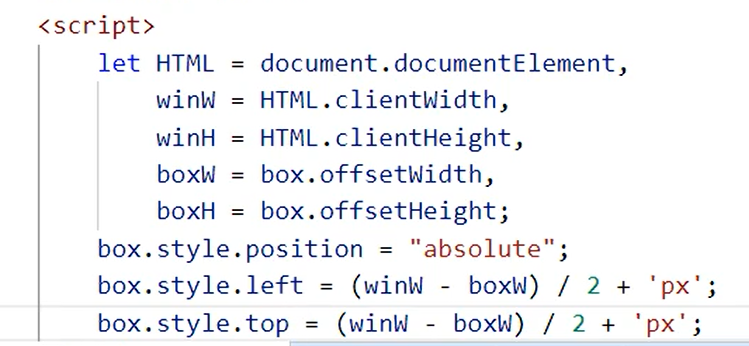 <script>
let HTML = document.documentElement,
winW = HTML.clientWidth,
winH = HTML.clientHeight,
boxW = box.offsetWidth,
boxH = box.offsetHeight;
box.style.position = "absolute";
box.style.left = (winW - boxW) / 2 + 'px';
box.style.top = (winW - boxW) / 2 + 'px';